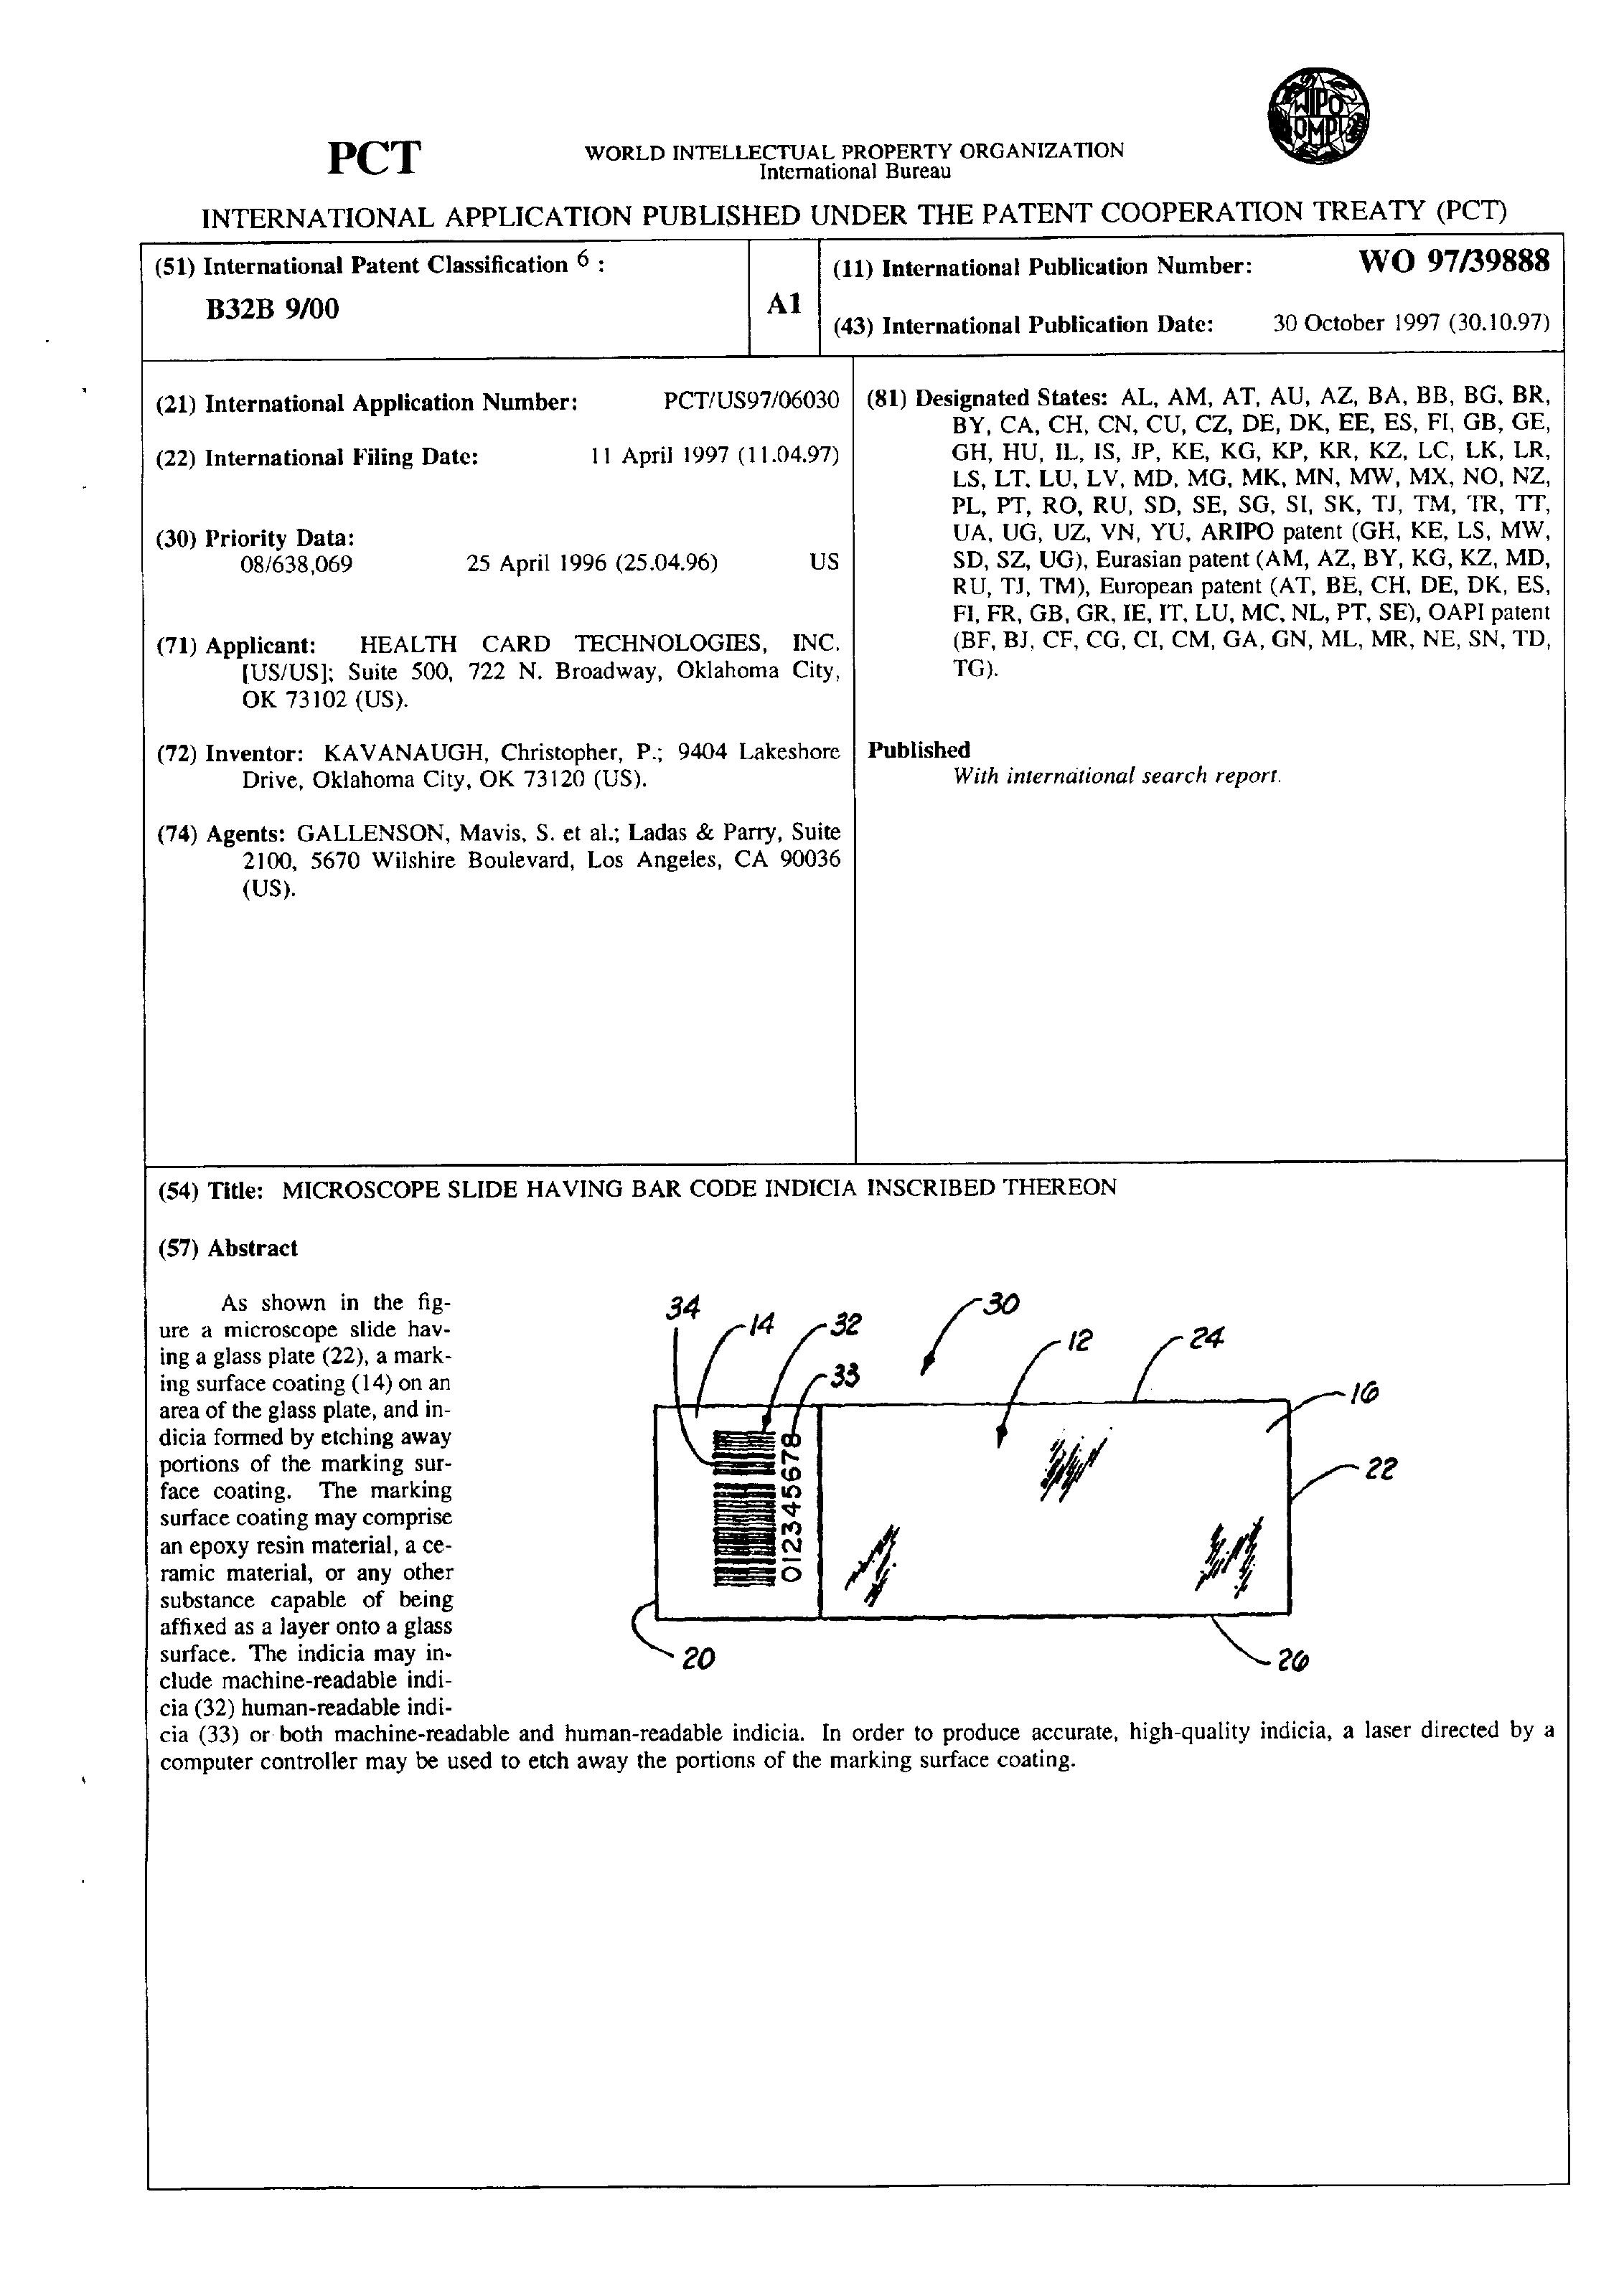 WIPO
OMPI
PCT
WORLD INTELLECTUAL PROPERTY ORGANIZATION
International Bureau
INTERNATIONAL APPLICATION PUBLISHED UNDER THE PATENT COOPERATION TREATY (PCT)
(51) International Patent Classification 6 :
B32B 9/00
A1
(11) International Publication Number: WO 97/39888
(43) International Publication Date: 30 October 1997 (30.10.97)
(21) International Application Number: PCT/US97/06030
(22) International Filing Date: 11 April 1997 (11.04.97)
(30) Priority Data:
08/638,069 25 April 1996 (25.04.96) US
(71) Applicant: HEALTH CARD TECHNOLOGIES, INC.
[US/US]; Suite 500, 722 N. Broadway, Oklahoma City,
OK 73102 (US).
(72) Inventor: KAVANAUGH, Christopher, P.; 9404 Lakeshore
Drive, Oklahoma City, OK 73120 (US).
(74) Agents: GALLENSON, Mavis, S. et al.; Ladas & Parry, Suite
2100, 5670 Wilshire Boulevard, Los Angeles, CA 90036
(US).
(81) Designated States: AL, AM, AT, AU, AZ, BA, BB, BG, BR,
BY, CA, CH, CN, CU, CZ, DE, DK, EE, ES, FI, GB, GE,
GH, HU, IL, IS, JP, KE, KG, KP, KR, KZ, LC, LK, LR,
LS, LT, LU, LV, MD, MG, MK, MN, MW, MX, NO, NZ,
PL, PT, RO, RU, SD, SE, SG, SI, SK, TJ, TM, TR, TT,
UA, UG, UZ, VN, YU, ARIPO patent (GH, KE, LS, MW,
SD, SZ, UG), Eurasian patent (AM, AZ, BY, KG, KZ, MD,
RU, TJ, TM), European patent (AT, BE, CH, DE, DK, ES,
FI, FR, GB, GR, IE, IT, LU, MC, NL, PT, SE), OAPI patent
(BF, BJ, CF, CG, CI, CM, GA, GN, ML, MR, NE, SN, TD,
TG).
Published
With international search report.
(54) Title: MICROSCOPE SLIDE HAVING BAR CODE INDICIA INSCRIBED THEREON
(57) Abstract
As shown in the fig-
ure a microscope slide hav-
ing a glass plate (22), a mark-
ing surface coating (14) on an
area of the glass plate, and in-
dicia formed by etching away
portions of the marking sur-
face coating. The marking
surface coating may comprise
an epoxy resin material, a ce-
ramic material, or any other
substance capable of being
affixed as a layer onto a glass
surface. The indicia may in-
clude machine-readable indi-
cia (32) human-readable indi-
cia (33) or both machine-readable and human-readable indicia. In order to produce accurate, high-quality indicia, a laser directed by a
computer controller may be used to etch away the portions of the marking surface coating.
34
14
32
33
30
12
24
16
22
20
26
012345678